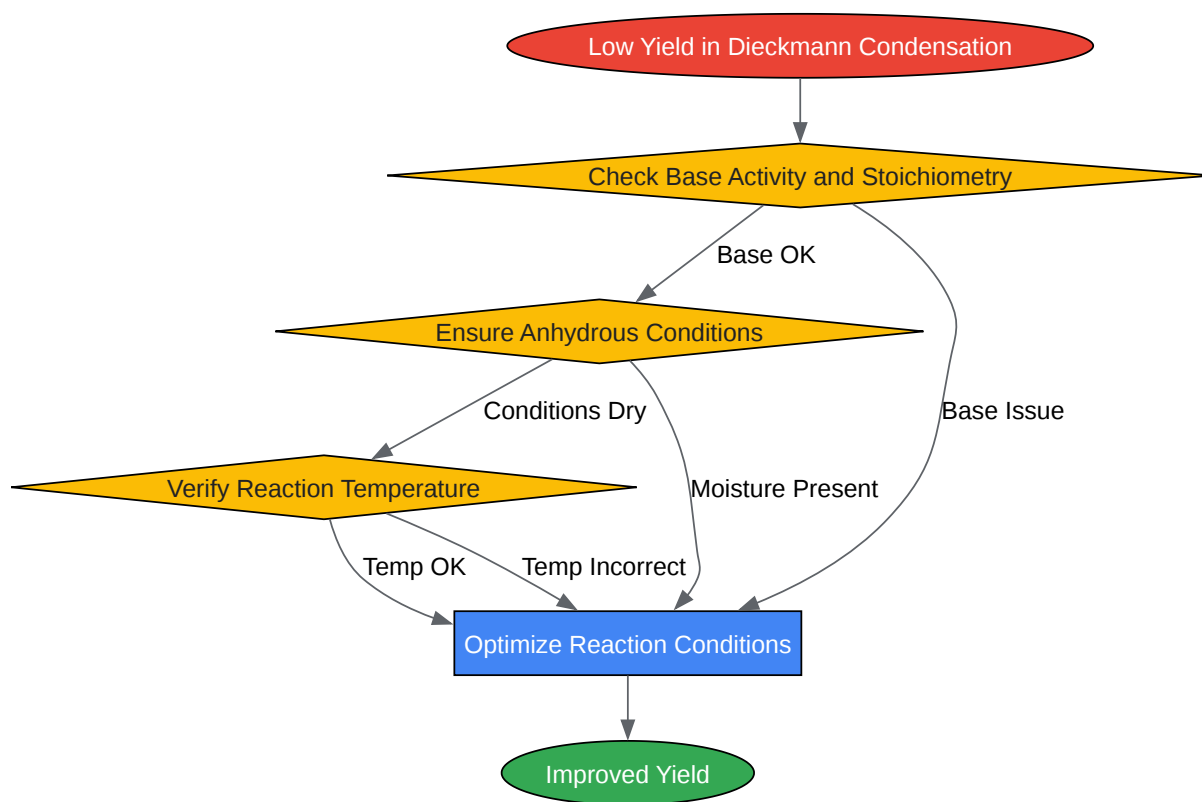 Low Yield in Dieckmann Condensation
Check Base Activity and Stoichiometry
Base OK
Ensure Anhydrous Conditions
Conditions Dry
Base Issue
Verify Reaction Temperature
Moisture Present
Temp OK
Temp Incorrect
Optimize Reaction Conditions
Improved Yield